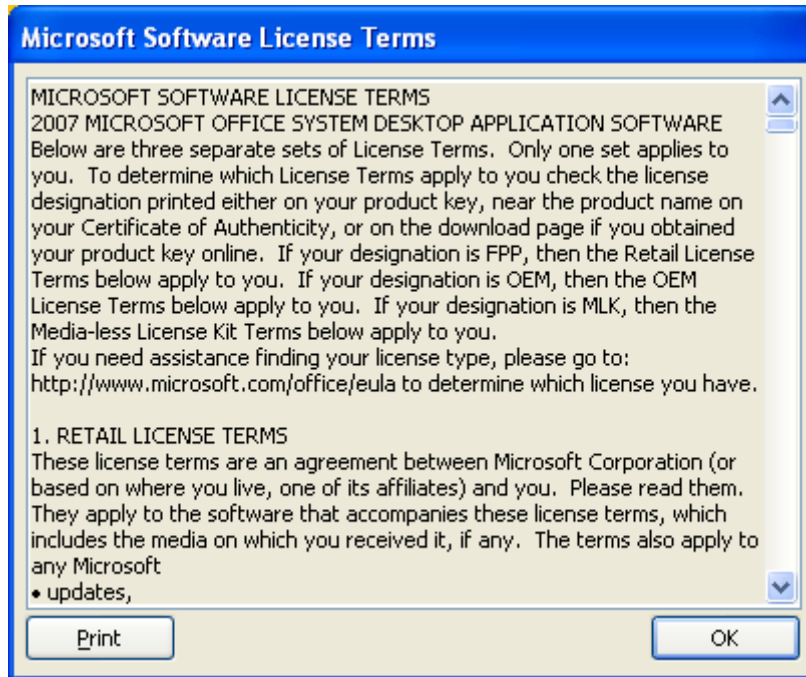 Microsoft Software License Terms
MICROSOFT SOFTWARE LICENSE TERMS
2007 MICROSOFT OFFICE SYSTEM DESKTOP APPLICATION SOFTWARE
Below are three separate sets of License Terms.  Only one set applies to
you.  To determine which License Terms apply to you check the license
designation printed either on your product key, near the product name on
your Certificate of Authenticity, or on the download page if you obtained
your product key online.  If your designation is FPP, then the Retail License
Terms below apply to you.  If your designation is OEM, then the OEM
License Terms below apply to you.  If your designation is MLK, then the
Media-less License Kit Terms below apply to you.
If you need assistance finding your license type, please go to:
http://www.microsoft.com/office/eula to determine which license you have.
1. RETAIL LICENSE TERMS
These license terms are an agreement between Microsoft Corporation (or
based on where you live, one of its affiliates) and you.  Please read them.
They apply to the software that accompanies these license terms, which
includes the media on which you received it, if any.  The terms also apply to
any Microsoft
• updates,
Print
OK